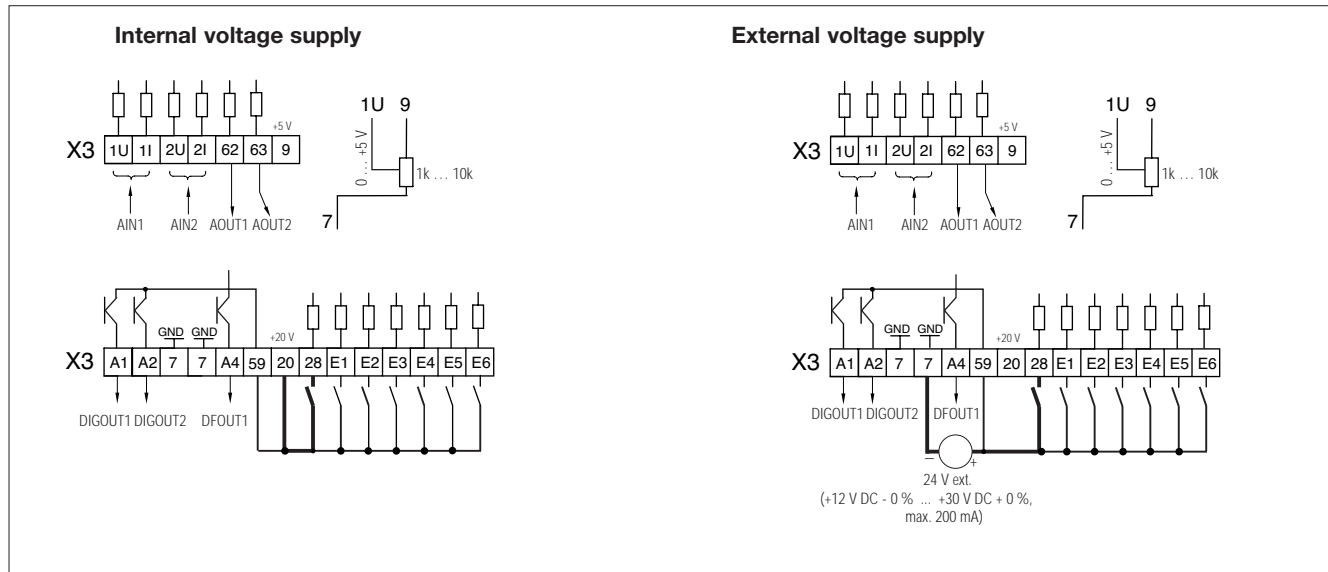 Internal voltage supply
1U 9
+5 V
X3 1U 1I 2U 2I 62 63 9
0 ... +5 V
1k ... 10k
7
AIN1 AIN2 AOUT1 AOUT2
GND GND
+20 V
X3 A1 A2 7 7 A4 59 20 28 E1 E2 E3 E4 E5 E6
DIGOUT1 DIGOUT2 DFOUT1
External voltage supply
1U 9
+5 V
X3 1U 1I 2U 2I 62 63 9
0 ... +5 V
1k ... 10k
7
AIN1 AIN2 AOUT1 AOUT2
GND GND
+20 V
X3 A1 A2 7 7 A4 59 20 28 E1 E2 E3 E4 E5 E6
DIGOUT1 DIGOUT2 DFOUT1
– +
24 V ext.
(+12 V DC - 0 % ... +30 V DC + 0 %,
max. 200 mA)